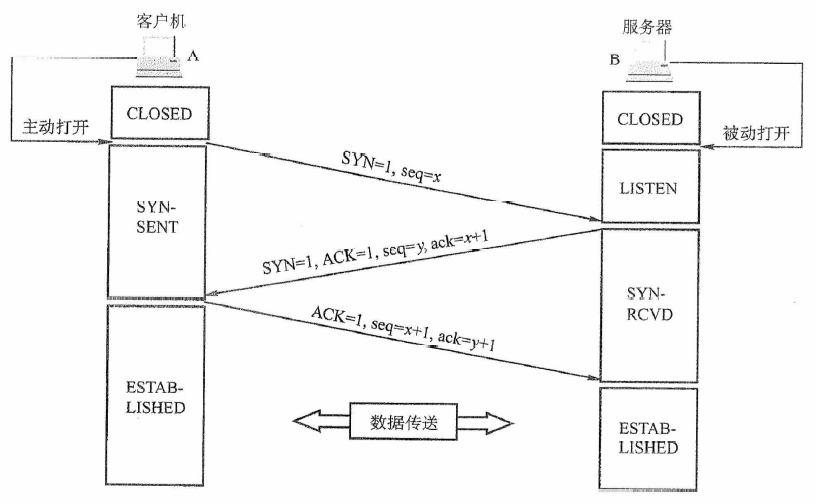 客户机
A
服务器
B
CLOSED
CLOSED
主动打开
被动打开
SYN=1, seq=x
LISTEN
SYN-
SENT
SYN=1, ACK=1, seq=y, ack=x+1
SYN-
RCVD
ACK=1, seq=x+1, ack=y+1
ESTAB-
LISHED
数据传送
ESTAB-
LISHED